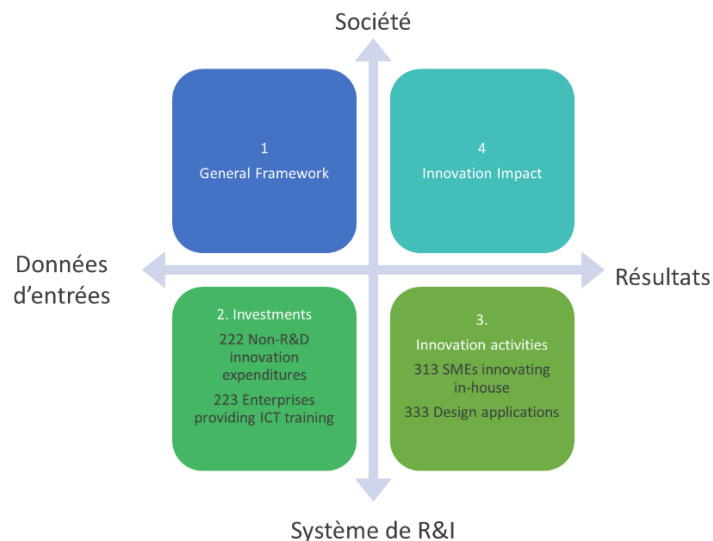 Société
1
General Framework
4
Innovation Impact
Données
d’entrées
Résultats
2. Investments
222 Non-R&D
innovation
expenditures
223 Enterprises
providing ICT training
3.
Innovation activities
313 SMEs innovating
in-house
333 Design applications
Système de R&I